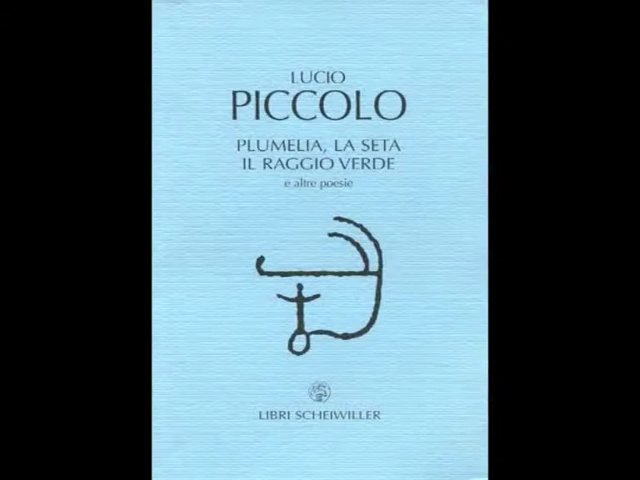 LUCIO
PICCOLO
PLUMELIA, LA SETA
IL RAGGIO VERDE
e altre poesie
LIBRI SCHEIWILLER